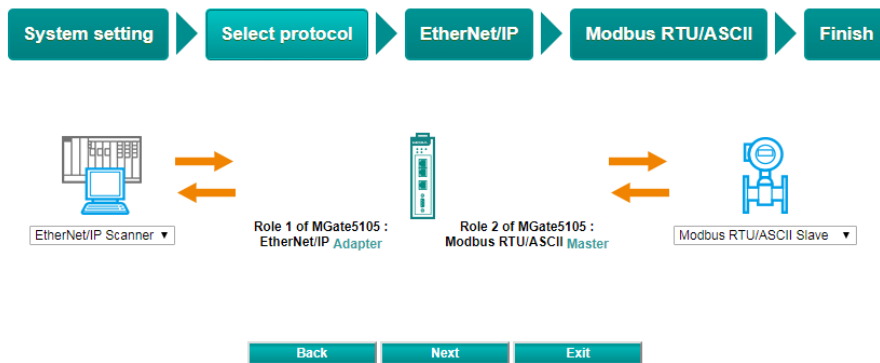 System setting
Select protocol
EtherNet/IP
Modbus RTU/ASCII
Finish
EtherNet/IP Scanner
Role 1 of MGate5105 :
EtherNet/IP Adapter
Role 2 of MGate5105 :
Modbus RTU/ASCII Master
Modbus RTU/ASCII Slave
Back
Next
Exit